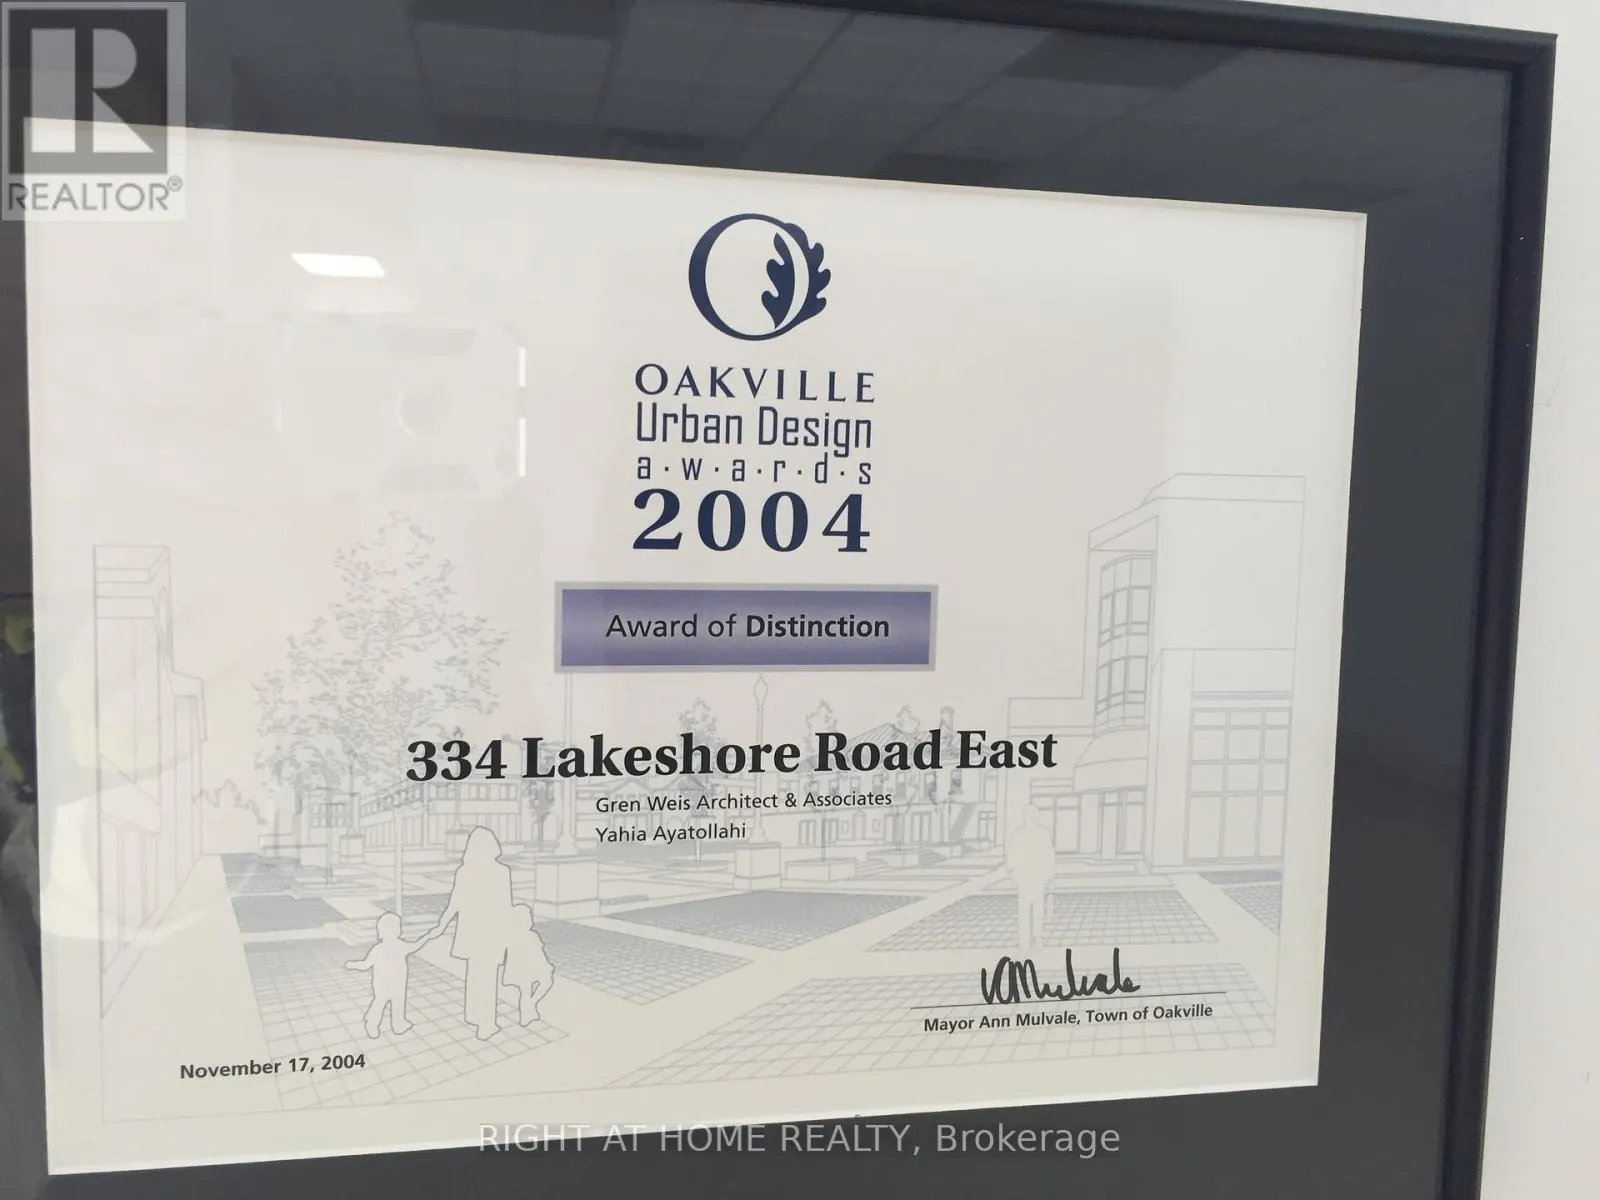 REALTOR®
OAKVILLE
Urban Design
a·w·a·r·d·s
2004
Award of Distinction
334 Lakeshore Road East
Gren Weis Architect & Associates
Yahia Ayatollahi
Mulvale
Mayor Ann Mulvale, Town of Oakville
November 17, 2004
RIGHT AT HOME REALTY, Brokerage